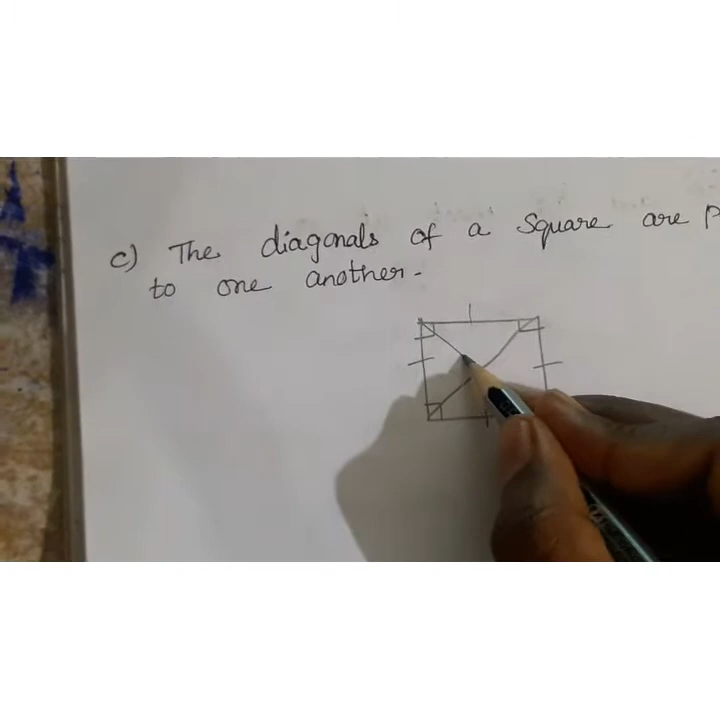 c) The diagonals of a square are
to one another.